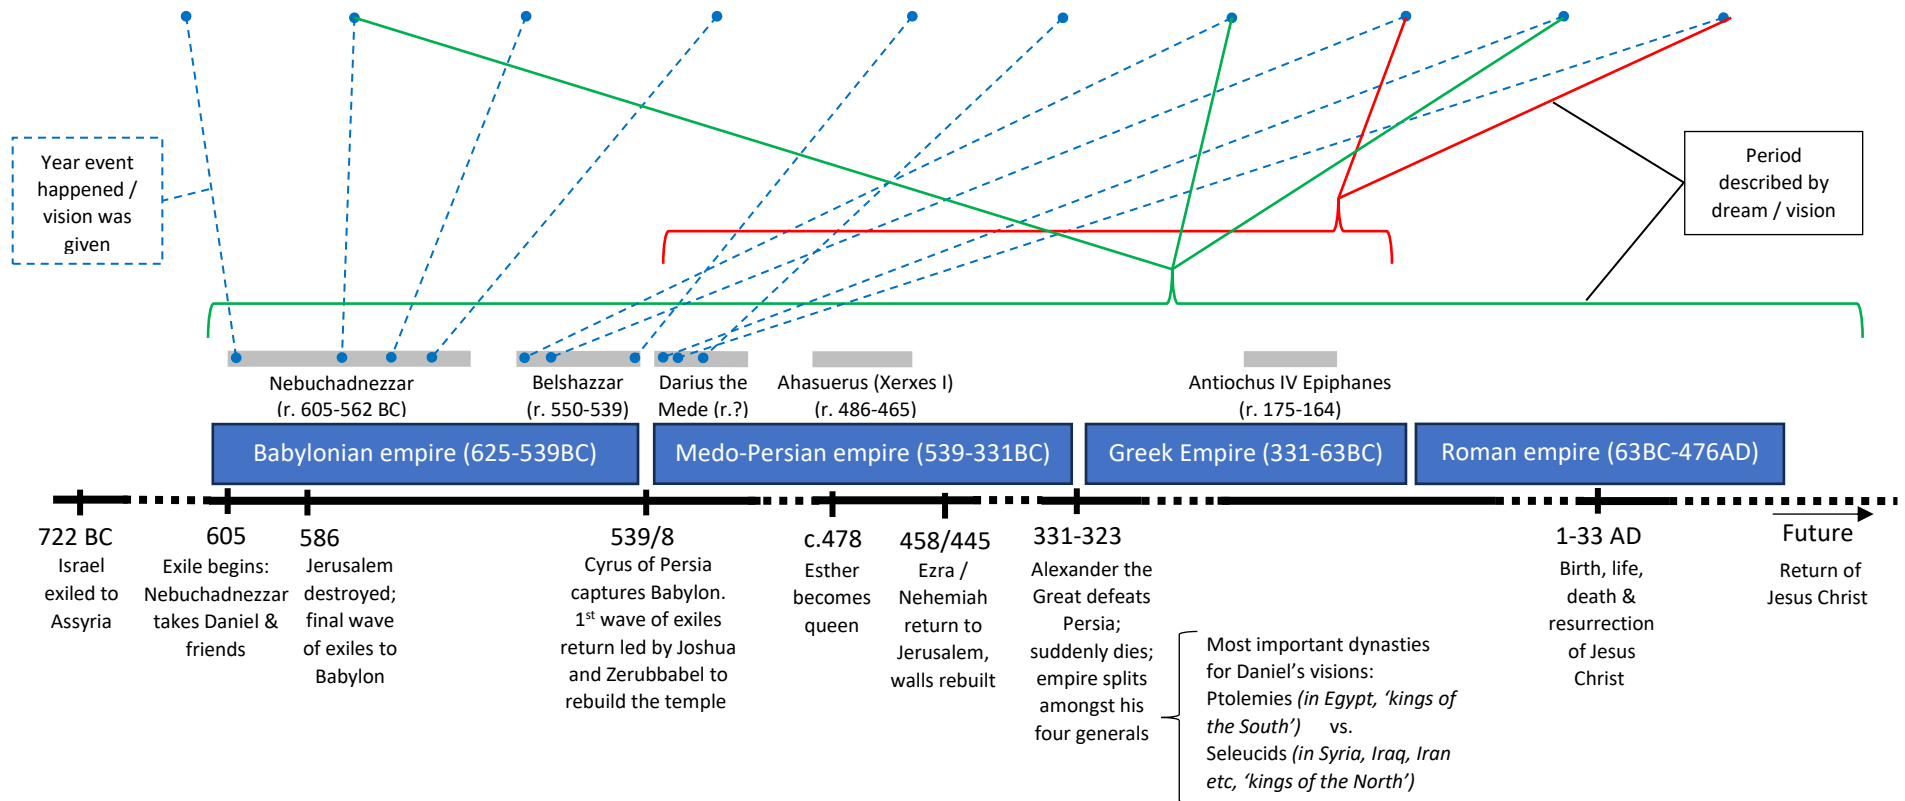 Year event
happened /
vision was
given
Period
described by
dream / vision
Nebuchadnezzar
(r. 605-562 BC)
Belshazzar
(r. 550-539)
Darius the
Mede (r.?)
Ahasuerus (Xerxes I)
(r. 486-465)
Antiochus IV Epiphanes
(r. 175-164)
Babylonian empire (625-539BC)
Medo-Persian empire (539-331BC)
Greek Empire (331-63BC)
Roman empire (63BC-476AD)
722 BC
Israel
exiled to
Assyria
605
Exile begins:
Nebuchadnezzar
takes Daniel &
friends
586
Jerusalem
destroyed;
final wave
of exiles to
Babylon
539/8
Cyrus of Persia
captures Babylon.
1st wave of exiles
return led by Joshua
and Zerubbabel to
rebuild the temple
c.478
Esther
becomes
queen
458/445
Ezra /
Nehemiah
return to
Jerusalem,
walls rebuilt
331-323
Alexander the
Great defeats
Persia;
suddenly dies;
empire splits
amongst his
four generals
Most important dynasties
for Daniel's visions:
Ptolemies (in Egypt, 'kings of
the South') vs.
Seleucids (in Syria, Iraq, Iran
etc, 'kings of the North')
1-33 AD
Birth, life,
death &
resurrection
of Jesus
Christ
Future
Return of
Jesus Christ